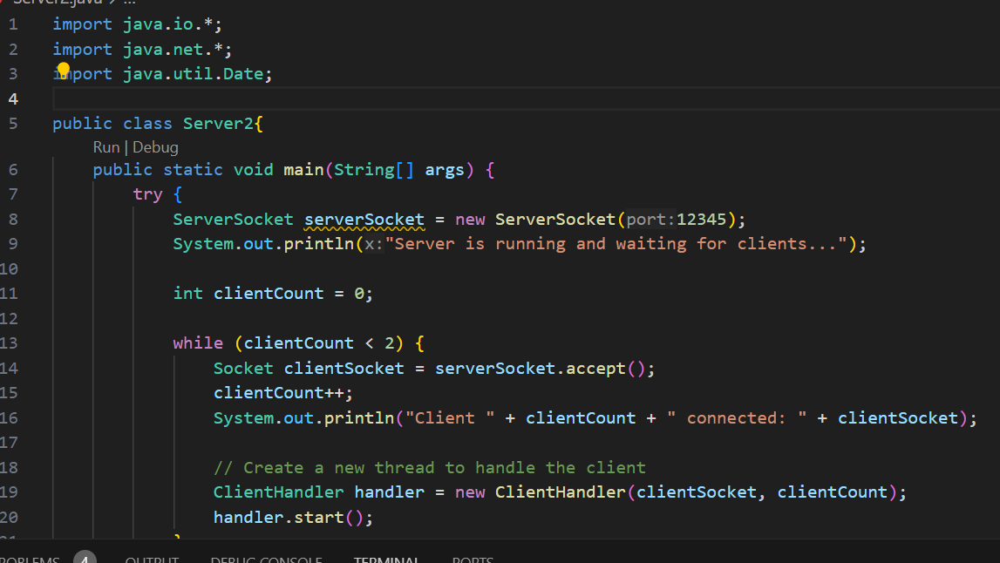 Server2.java > ...
1 import java.io.*;
2 import java.net.*;
3 import java.util.Date;
4
5 public class Server2{
Run | Debug
6 public static void main(String[] args) {
7 try {
8 ServerSocket serverSocket = new ServerSocket(port:12345);
9 System.out.println(x:"Server is running and waiting for clients...");
10
11 int clientCount = 0;
12
13 while (clientCount < 2) {
14 Socket clientSocket = serverSocket.accept();
15 clientCount++;
16 System.out.println("Client " + clientCount + " connected: " + clientSocket);
17
18 // Create a new thread to handle the client
19 ClientHandler handler = new ClientHandler(clientSocket, clientCount);
20 handler.start();
21 }
PROBLEMS 4 OUTPUT DEBUG CONSOLE TERMINAL PORTS